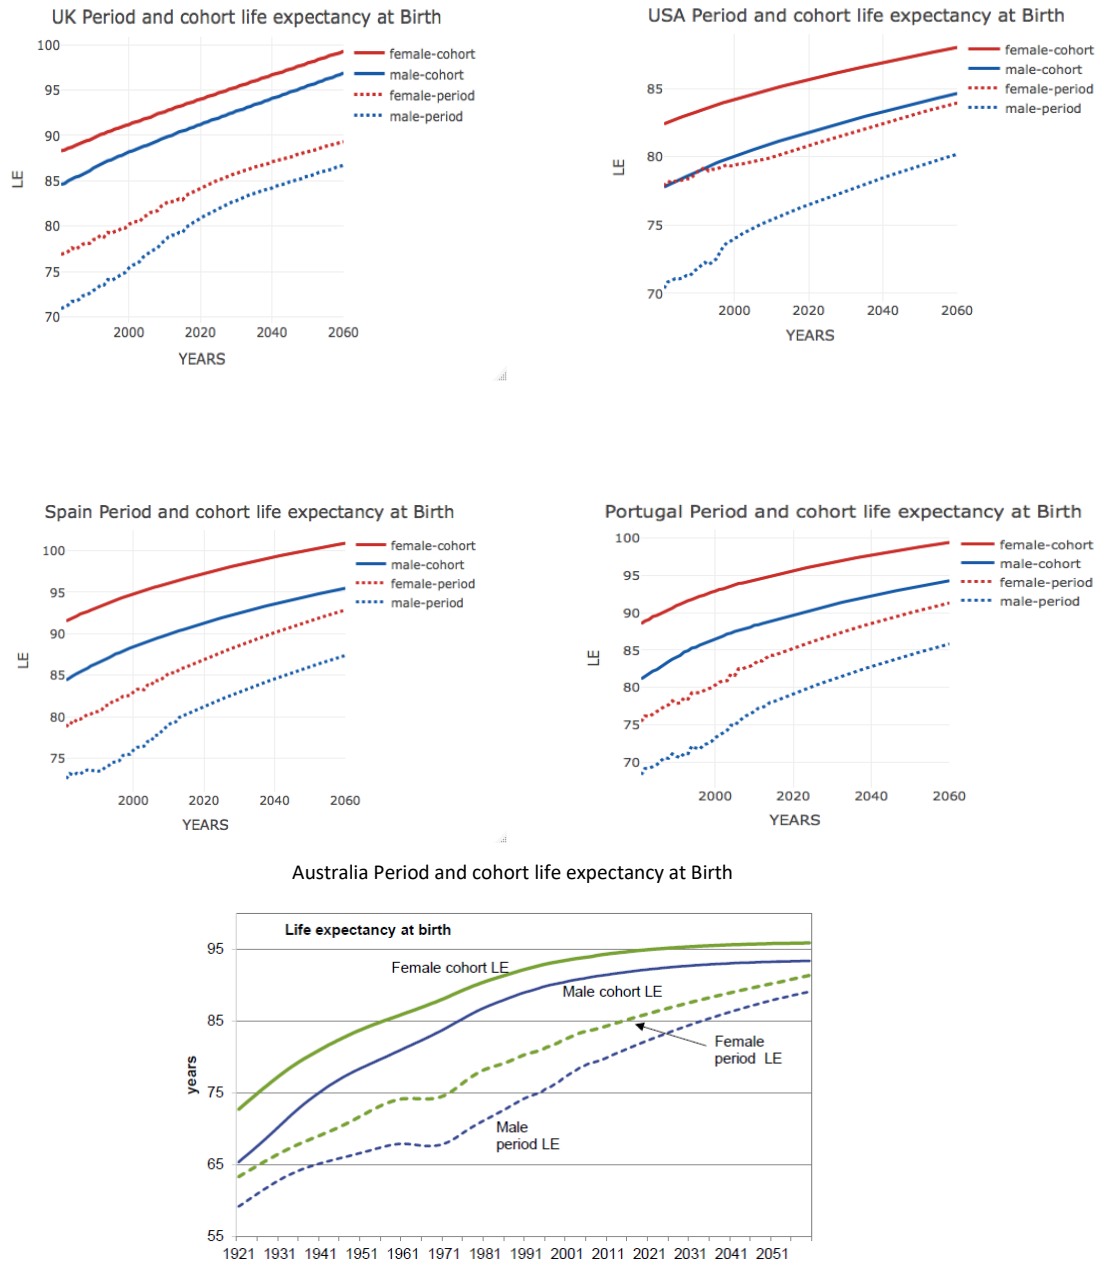 UK Period and cohort life expectancy at Birth
100
95
90
85
80
75
70
LE
2000 2020 2040 2060
YEARS
female-cohort
male-cohort
female-period
male-period
USA Period and cohort life expectancy at Birth
85
80
75
70
LE
2000 2020 2040 2060
YEARS
female-cohort
male-cohort
female-period
male-period
Spain Period and cohort life expectancy at Birth
100
95
90
85
80
75
LE
2000 2020 2040 2060
YEARS
female-cohort
male-cohort
female-period
male-period
Portugal Period and cohort life expectancy at Birth
100
95
90
85
80
75
70
LE
2000 2020 2040 2060
YEARS
female-cohort
male-cohort
female-period
male-period
Australia Period and cohort life expectancy at Birth
Life expectancy at birth
95
85
75
65
55
years
Female cohort LE
Male cohort LE
Female
period LE
Male
period LE
1921 1931 1941 1951 1961 1971 1981 1991 2001 2011 2021 2031 2041 2051